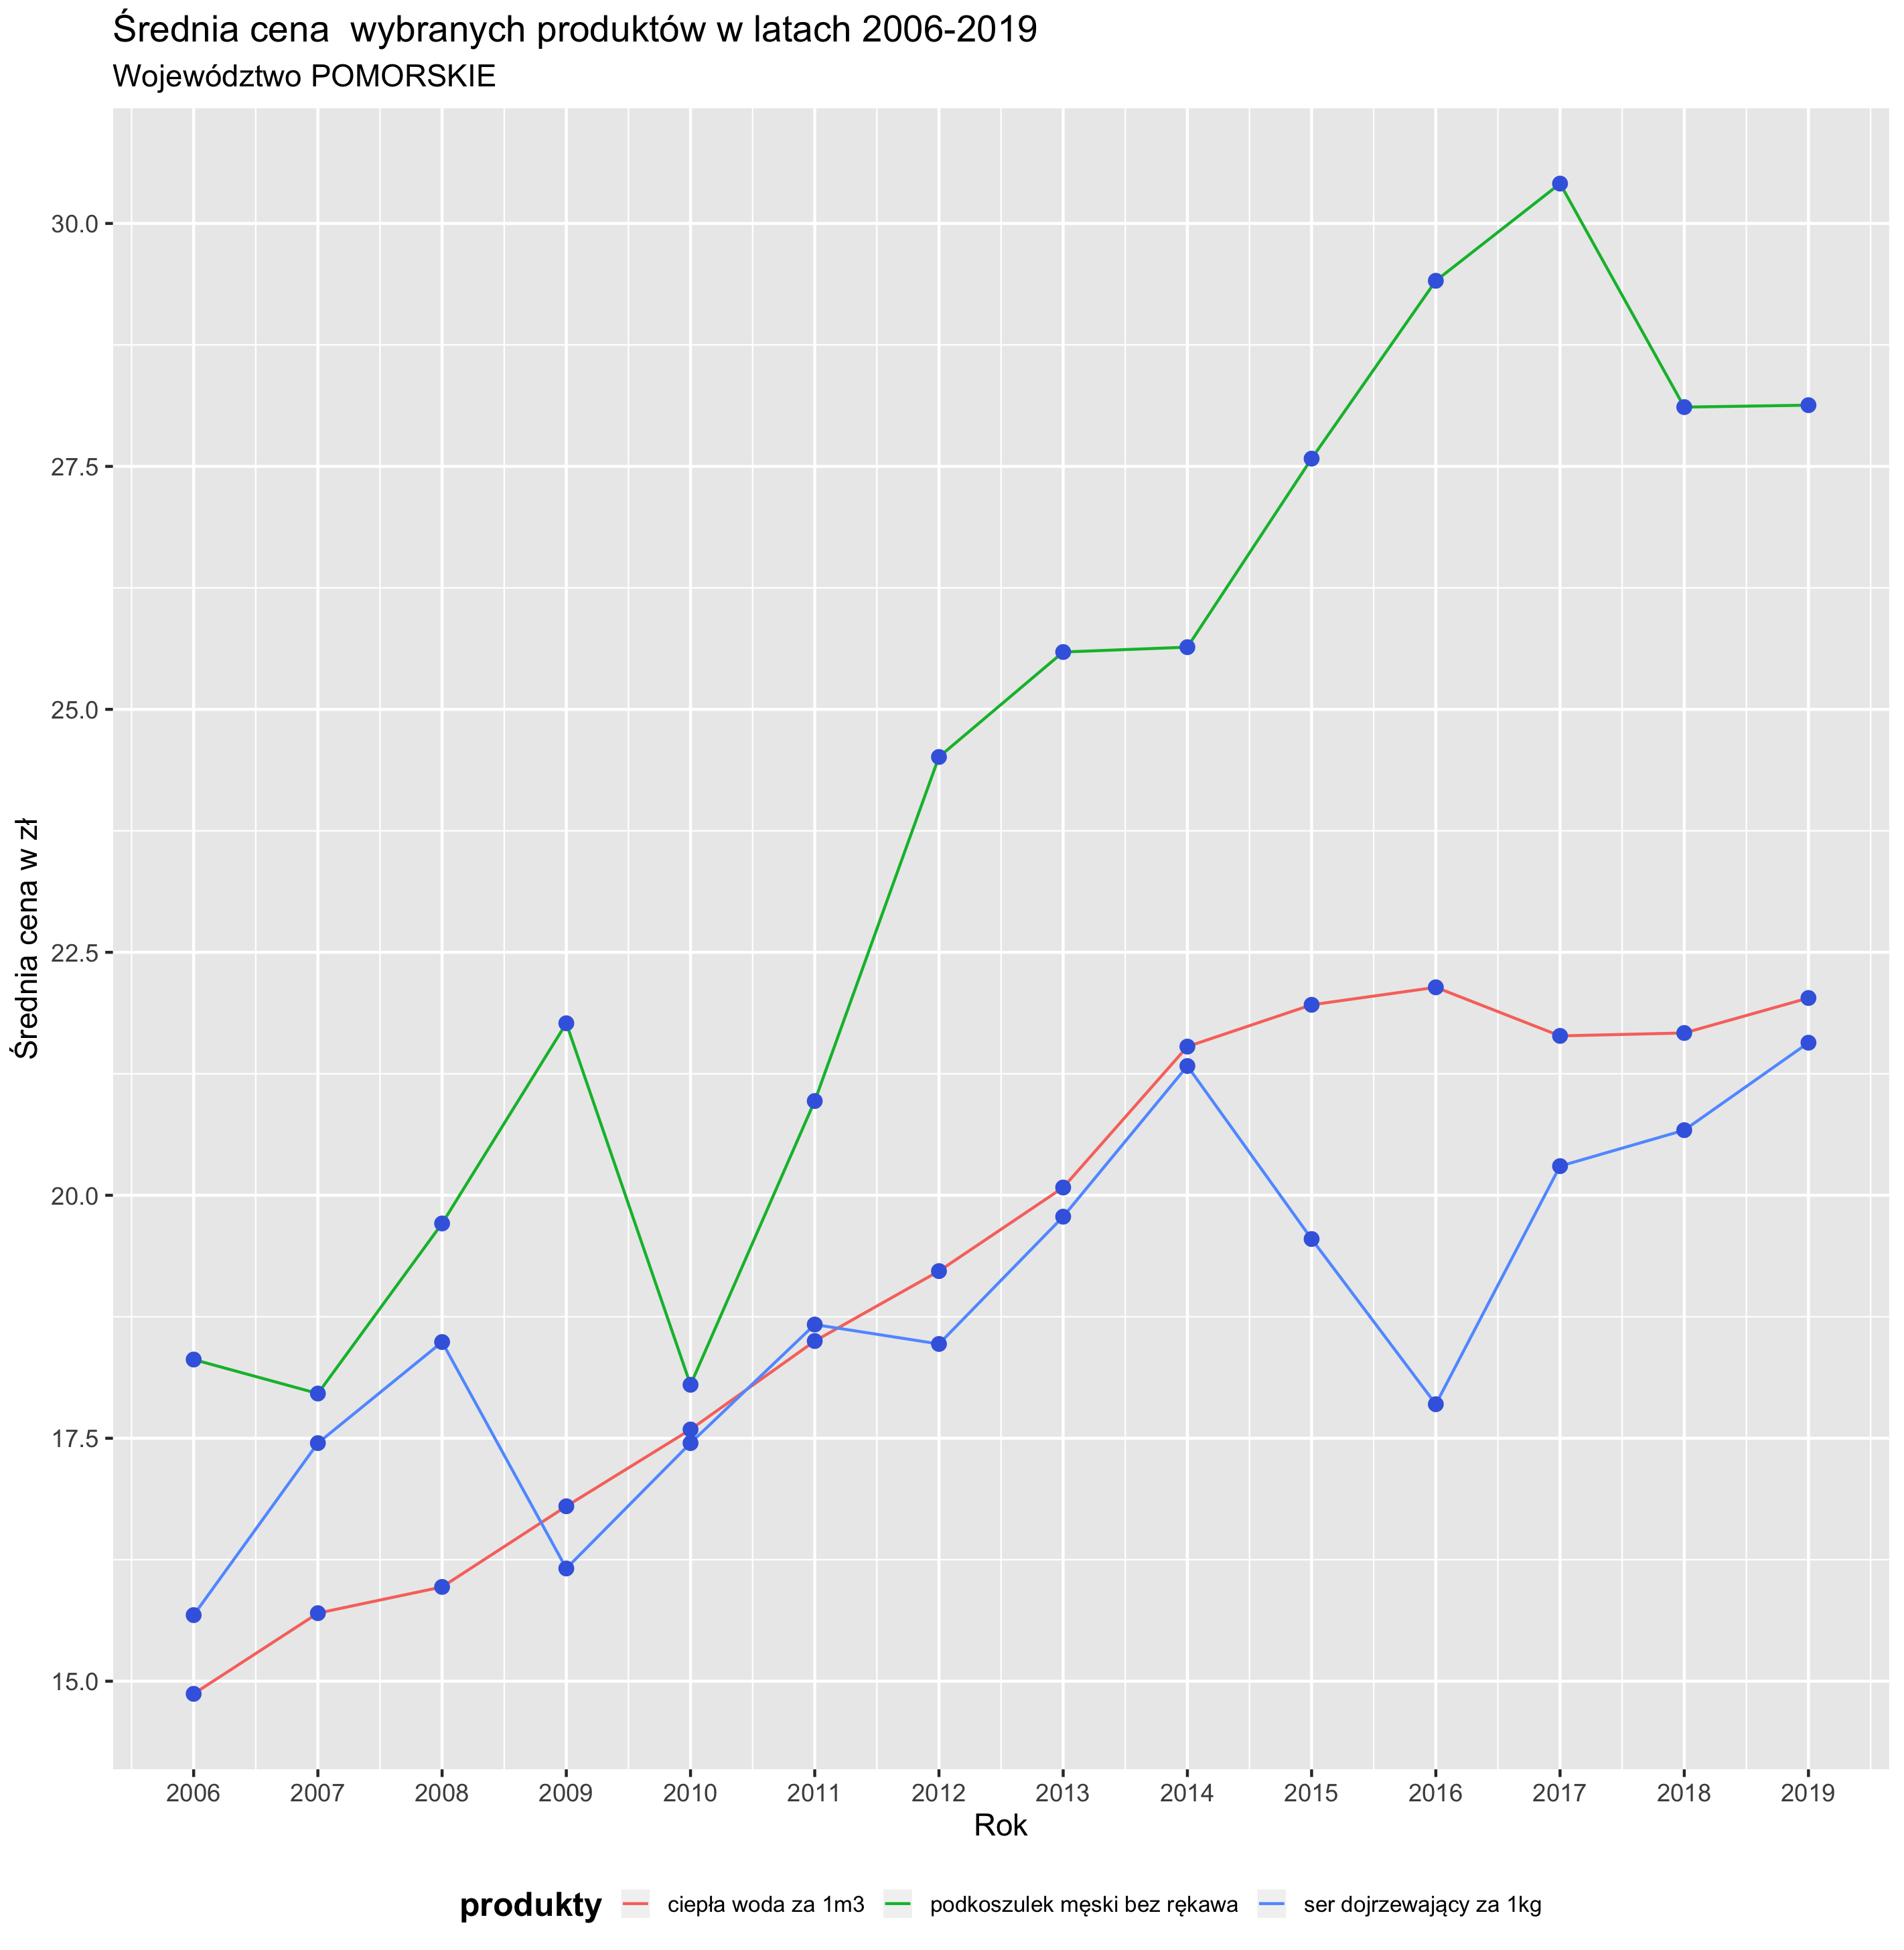 Średnia cena  wybranych produktów w latach 2006-2019
Województwo POMORSKIE
Średnia cena w zł
30.0
27.5
25.0
22.5
20.0
17.5
15.0
2006 2007 2008 2009 2010 2011 2012 2013 2014 2015 2016 2017 2018 2019
Rok
produkty ciepła woda za 1m3 podkoszulek męski bez rękawa ser dojrzewający za 1kg